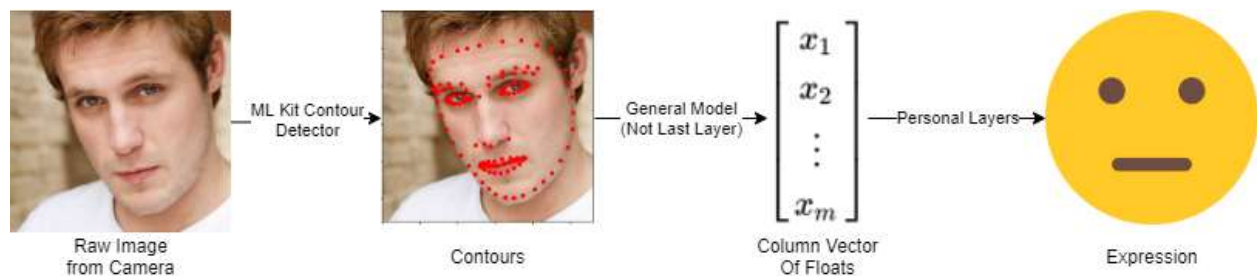 ML Kit Contour
Detector
General Model
(Not Last Layer)
x₁
x₂
⋮
xₘ
Personal Layers
Raw Image
from Camera
Contours
Column Vector
Of Floats
Expression